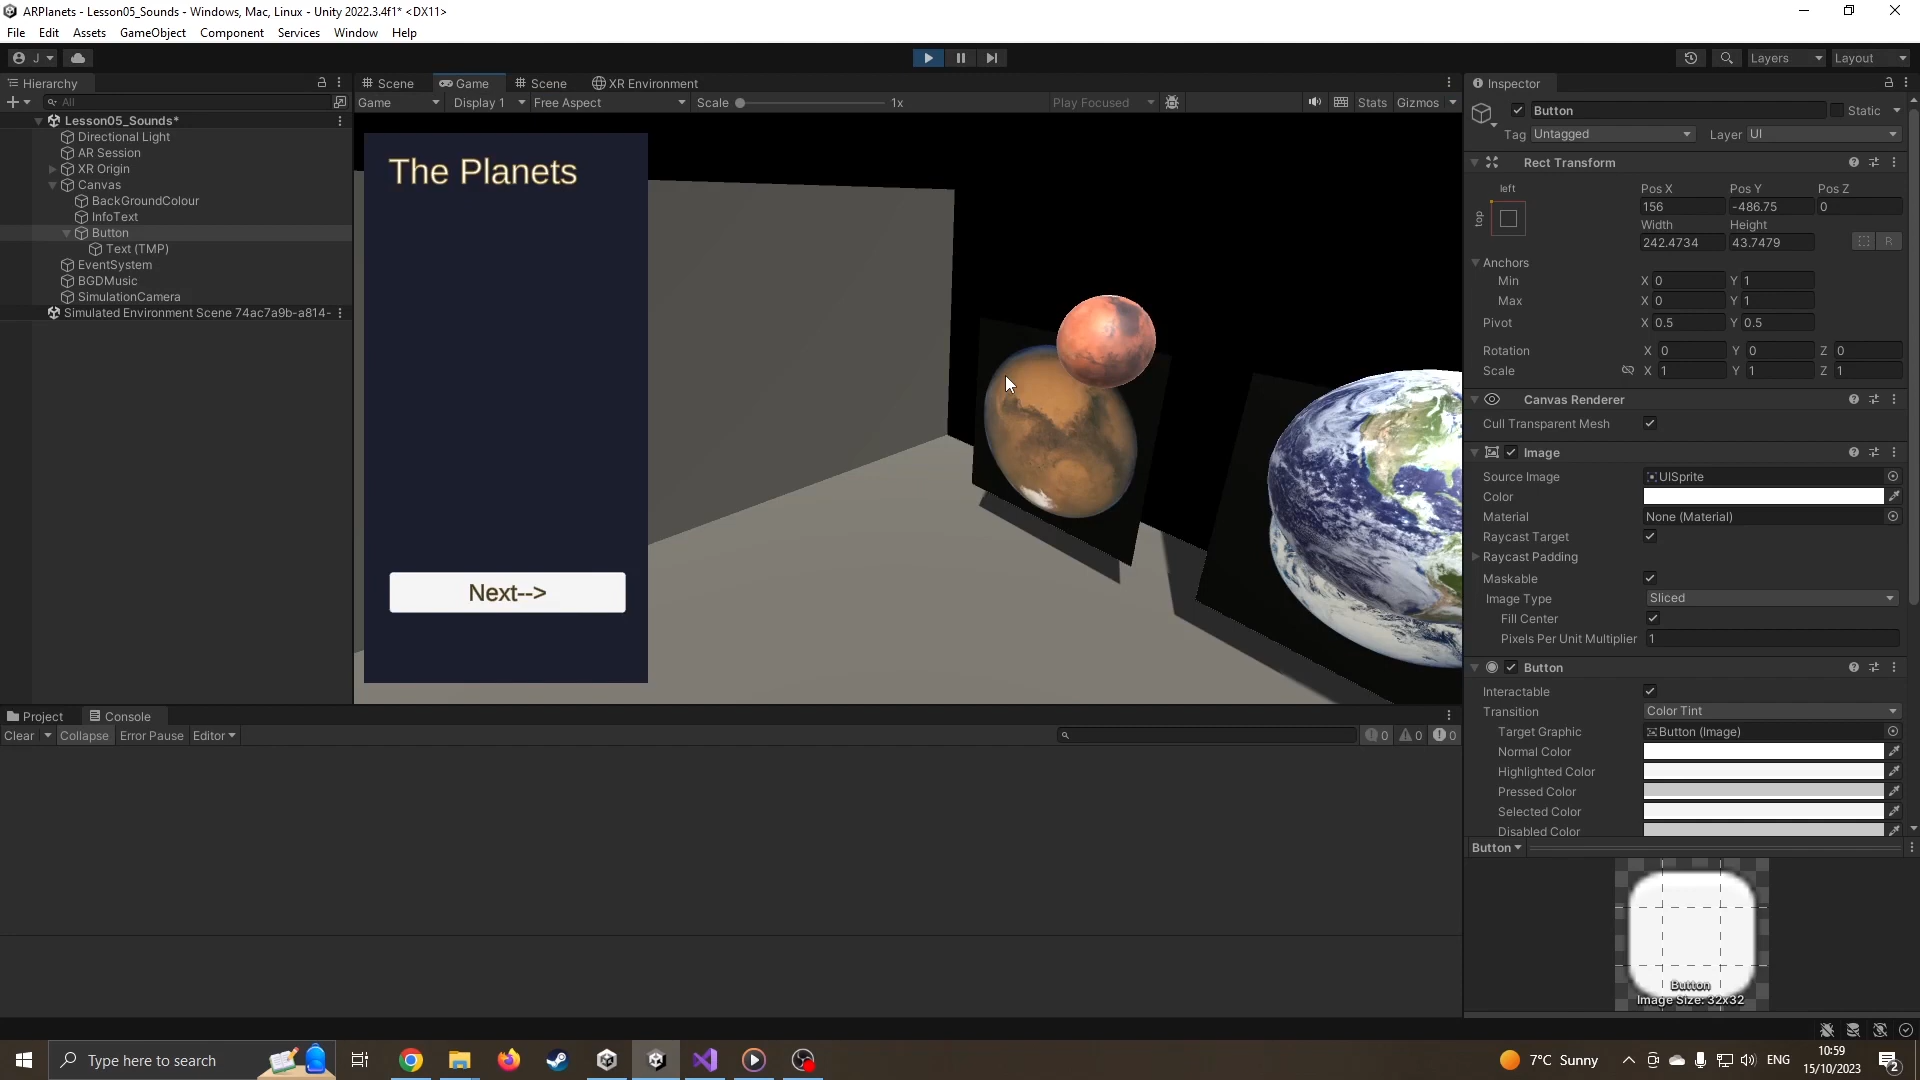 ARPlanets - Lesson05_Sounds - Windows, Mac, Linux - Unity 2022.3.4f1* <DX11>
File Edit Assets GameObject Component Services Window Help
J Layers Layout
Hierarchy Scene Game Scene XR Environment Inspector
All Game Display 1 Free Aspect Scale 1x Play Focused Stats Gizmos
Button Static
Tag Untagged Layer UI
Lesson05_Sounds*
Directional Light
AR Session
XR Origin
Canvas
BackGroundColour
InfoText
Button
Text (TMP)
EventSystem
BGDMusic
SimulationCamera
Simulated Environment Scene 74ac7a9b-a814-
The Planets
Next-->
Rect Transform
left
top
Pos X Pos Y Pos Z
156 -486.75 0
Width Height
242.4734 43.7479 R
Anchors
Min X 0 Y 1
Max X 0 Y 1
Pivot X 0.5 Y 0.5
Rotation X 0 Y 0 Z 0
Scale X 1 Y 1 Z 1
Canvas Renderer
Cull Transparent Mesh
Image
Source Image UISprite
Color
Material None (Material)
Raycast Target
Raycast Padding
Maskable
Image Type Sliced
Fill Center
Pixels Per Unit Multiplier 1
Button
Interactable
Transition Color Tint
Target Graphic Button (Image)
Normal Color
Highlighted Color
Pressed Color
Selected Color
Disabled Color
Project Console
Clear Collapse Error Pause Editor 0 0 0
Button
Button
Image Size: 32x32
Type here to search
7°C Sunny ENG
10:59
15/10/2023
2